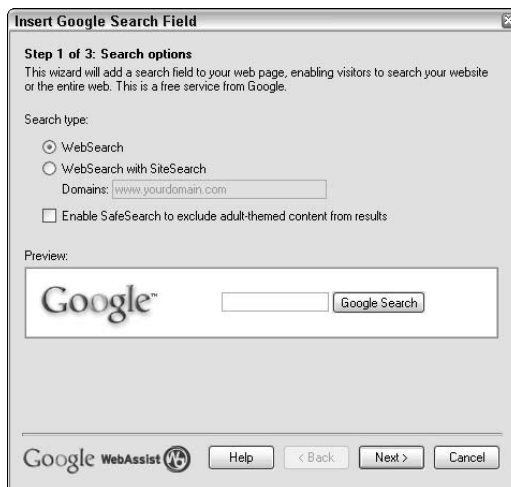 Insert Google Search Field
Step 1 of 3: Search options
This wizard will add a search field to your web page, enabling visitors to search your website
or the entire web. This is a free service from Google.
Search type:
WebSearch
WebSearch with SiteSearch
Domains: www.yourdomain.com
Enable SafeSearch to exclude adult-themed content from results
Preview:
Google™ Google Search
Google WebAssist Help < Back Next > Cancel